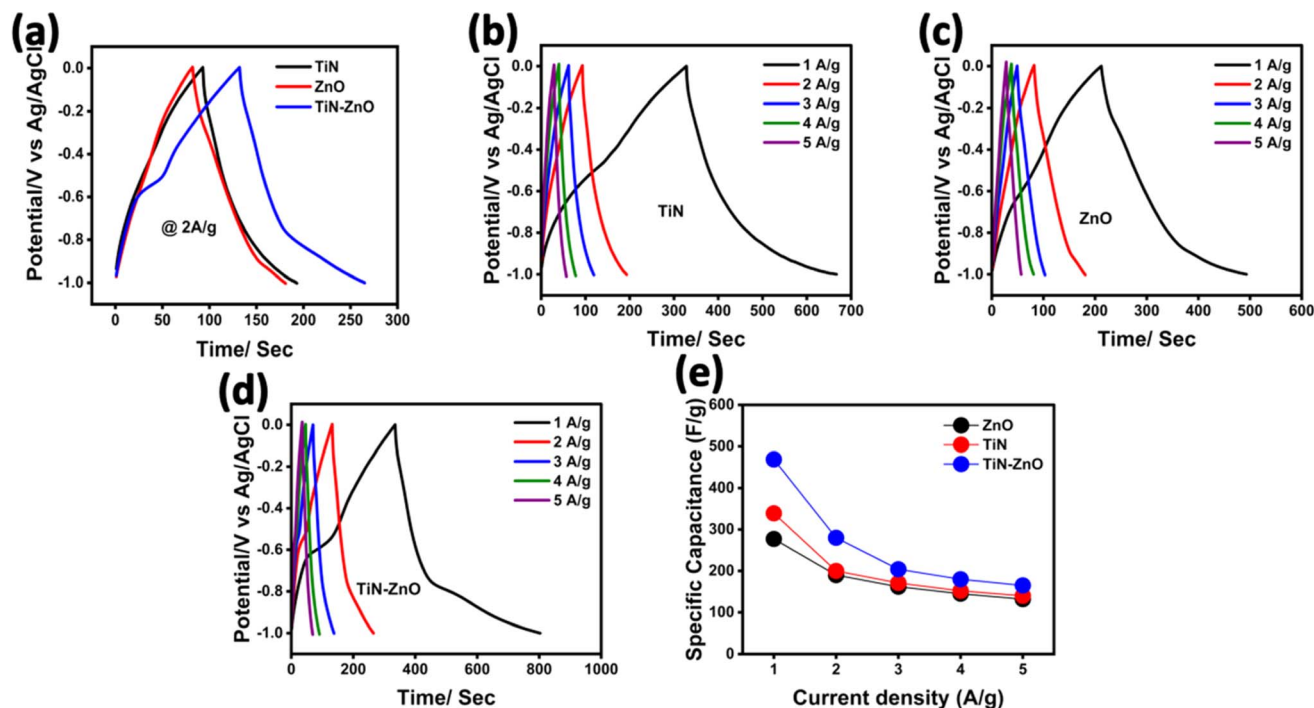 (a)
Potential/V vs Ag/AgCl
0.0
-0.2
-0.4
-0.6
-0.8
-1.0
TiN
ZnO
TiN-ZnO
@ 2A/g
0 50 100 150 200 250 300
Time/ Sec
(b)
Potential/V vs Ag/AgCl
0.0
-0.2
-0.4
-0.6
-0.8
-1.0
1 A/g
2 A/g
3 A/g
4 A/g
5 A/g
TiN
0 100 200 300 400 500 600 700
Time/ Sec
(c)
Potential/V vs Ag/AgCl
0.0
-0.2
-0.4
-0.6
-0.8
-1.0
1 A/g
2 A/g
3 A/g
4 A/g
5 A/g
ZnO
0 100 200 300 400 500 600
Time/ Sec
(d)
Potential/V vs Ag/AgCl
0.0
-0.2
-0.4
-0.6
-0.8
-1.0
1 A/g
2 A/g
3 A/g
4 A/g
5 A/g
TiN-ZnO
0 200 400 600 800 1000
Time/ Sec
(e)
Specific Capacitance (F/g)
600
500
400
300
200
100
0
ZnO
TiN
TiN-ZnO
1 2 3 4 5
Current density (A/g)